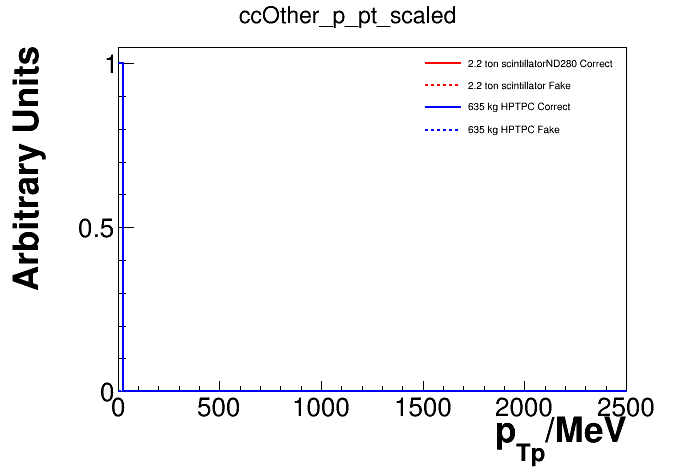 ccOther_p_pt_scaled
Arbitrary Units
1
0.5
0
2.2 ton scintillatorND280 Correct
2.2 ton scintillator Fake
635 kg HPTPC Correct
635 kg HPTPC Fake
0 500 1000 1500 2000 2500
p_Tp/MeV